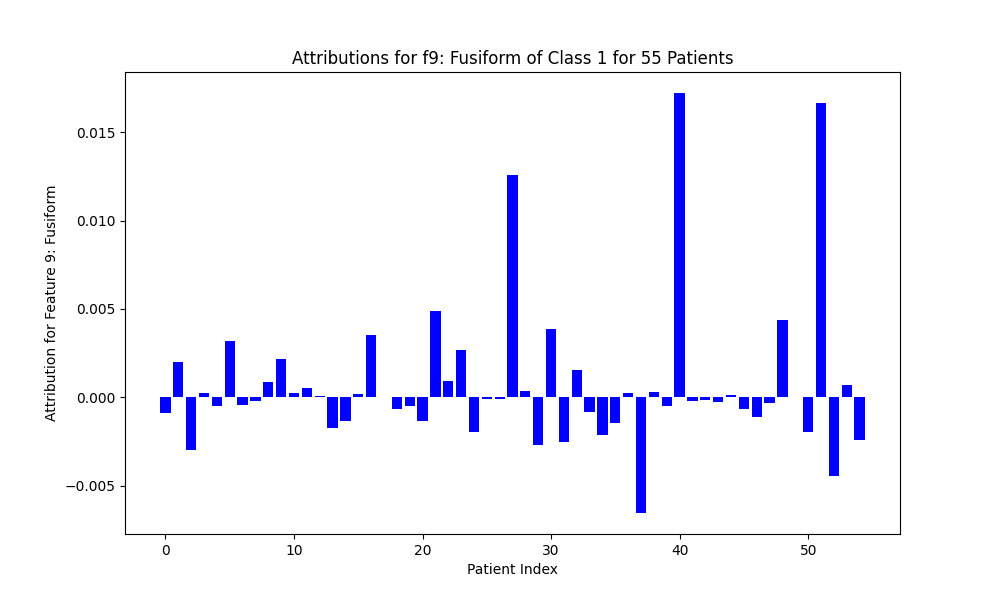 Attributions for f9: Fusiform of Class 1 for 55 Patients
Attribution for Feature 9: Fusiform
0.015
0.010
0.005
0.000
−0.005
0 10 20 30 40 50
Patient Index